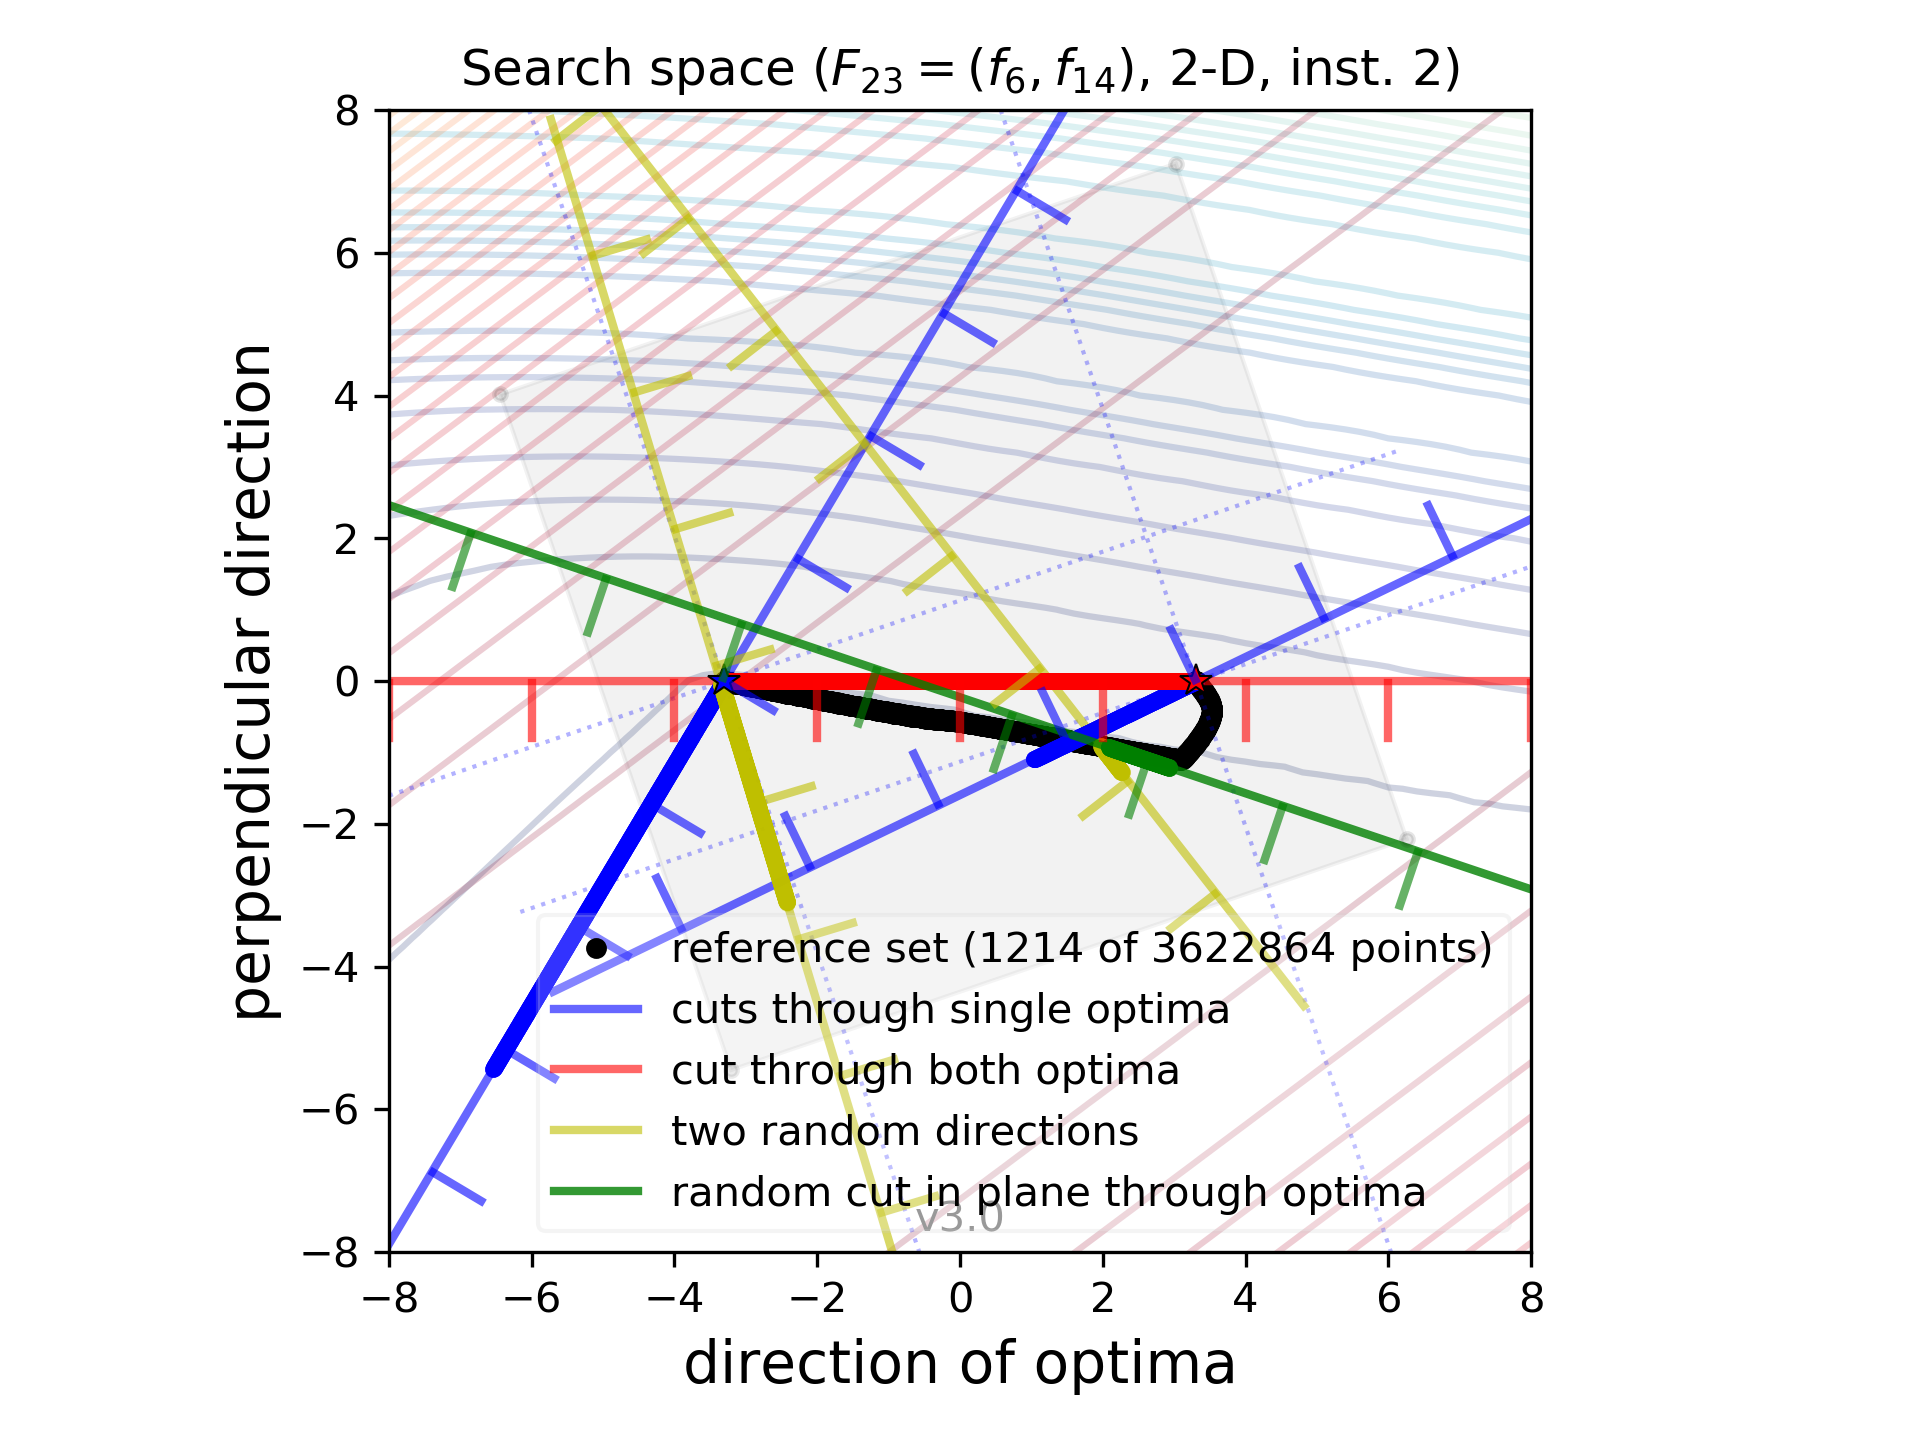 Search space (F23 = (f6, f14), 2-D, inst. 2)
8
6
4
2
0
−2
−4
−6
−8
perpendicular direction
reference set (1214 of 3622864 points)
cuts through single optima
cut through both optima
two random directions
random cut in plane through optima
v3.0
−8 −6 −4 −2 0 2 4 6 8
direction of optima